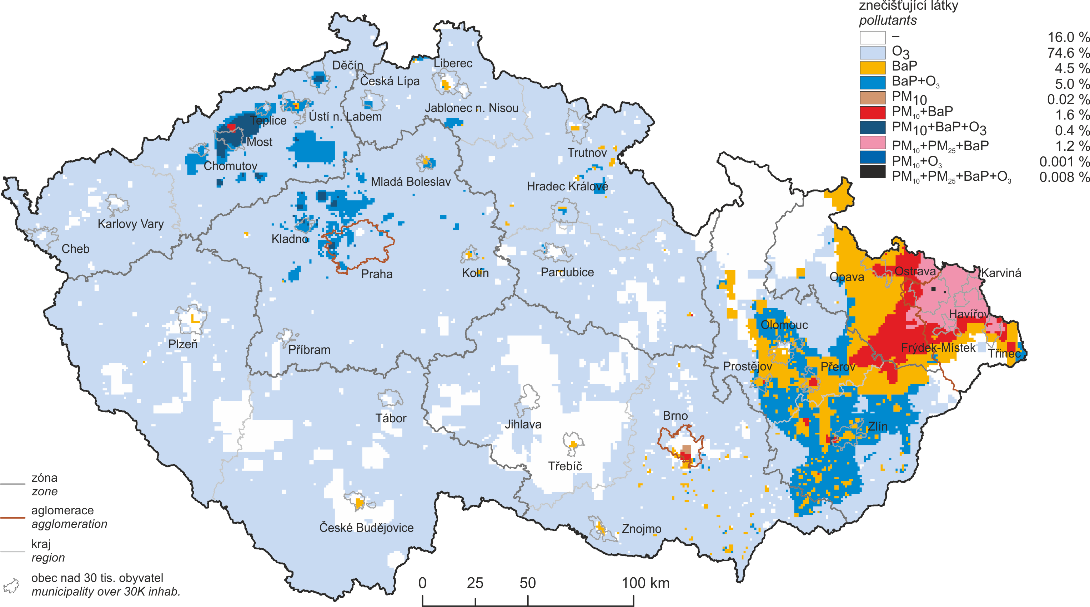 znečišťující látky
pollutants
– 16.0 %
O3 74.6 %
BaP 4.5 %
BaP+O3 5.0 %
PM10 0.02 %
PM10+BaP 1.6 %
PM10+BaP+O3 0.4 %
PM10+PM25+BaP 1.2 %
PM10+O3 0.001 %
PM10+PM25+BaP+O3 0.008 %
Děčín
Liberec
Česká Lípa
Jablonec n. Nisou
Teplice
Ústí n. Labem
Most
Trutnov
Chomutov
Mladá Boleslav
Hradec Králové
Karlovy Vary
Kladno
Cheb
Praha
Kolín
Pardubice
Opava
Ostrava
Karviná
Havířov
Olomouc
Plzeň
Příbram
Frýdek-Místek
Třinec
Prostějov
Přerov
Tábor
Jihlava
Brno
Zlín
Třebíč
České Budějovice
Znojmo
zóna
zone
aglomerace
agglomeration
kraj
region
obec nad 30 tis. obyvatel
municipality over 30K inhab.
0 25 50 100 km